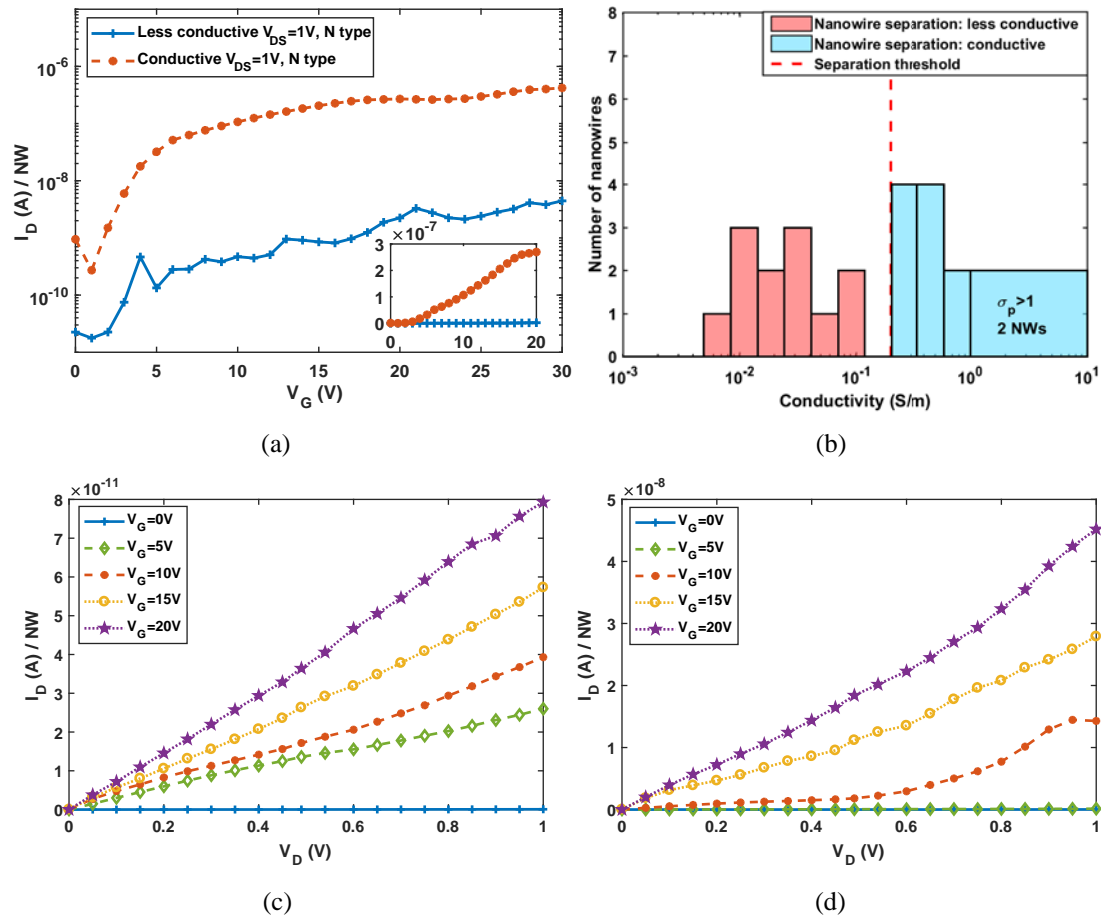 Less conductive V_DS=1V, N type
Conductive V_DS=1V, N type
10^-6
10^-8
10^-10
I_D (A) / NW
0 5 10 15 20 25 30
V_G (V)
×10^-7
3
2
1
0
0 10 20
(a)
Nanowire separation: less conductive
Nanowire separation: conductive
Separation threshold
8
7
6
5
4
3
2
1
0
Number of nanowires
σ_p>1
2 NWs
10^-3 10^-2 10^-1 10^0 10^1
Conductivity (S/m)
(b)
×10^-11
V_G=0V
V_G=5V
V_G=10V
V_G=15V
V_G=20V
8
7
6
5
4
3
2
1
0
I_D (A) / NW
0 0.2 0.4 0.6 0.8 1
V_D (V)
(c)
×10^-8
V_G=0V
V_G=5V
V_G=10V
V_G=15V
V_G=20V
5
4
3
2
1
0
I_D (A) / NW
0 0.2 0.4 0.6 0.8 1
V_D (V)
(d)